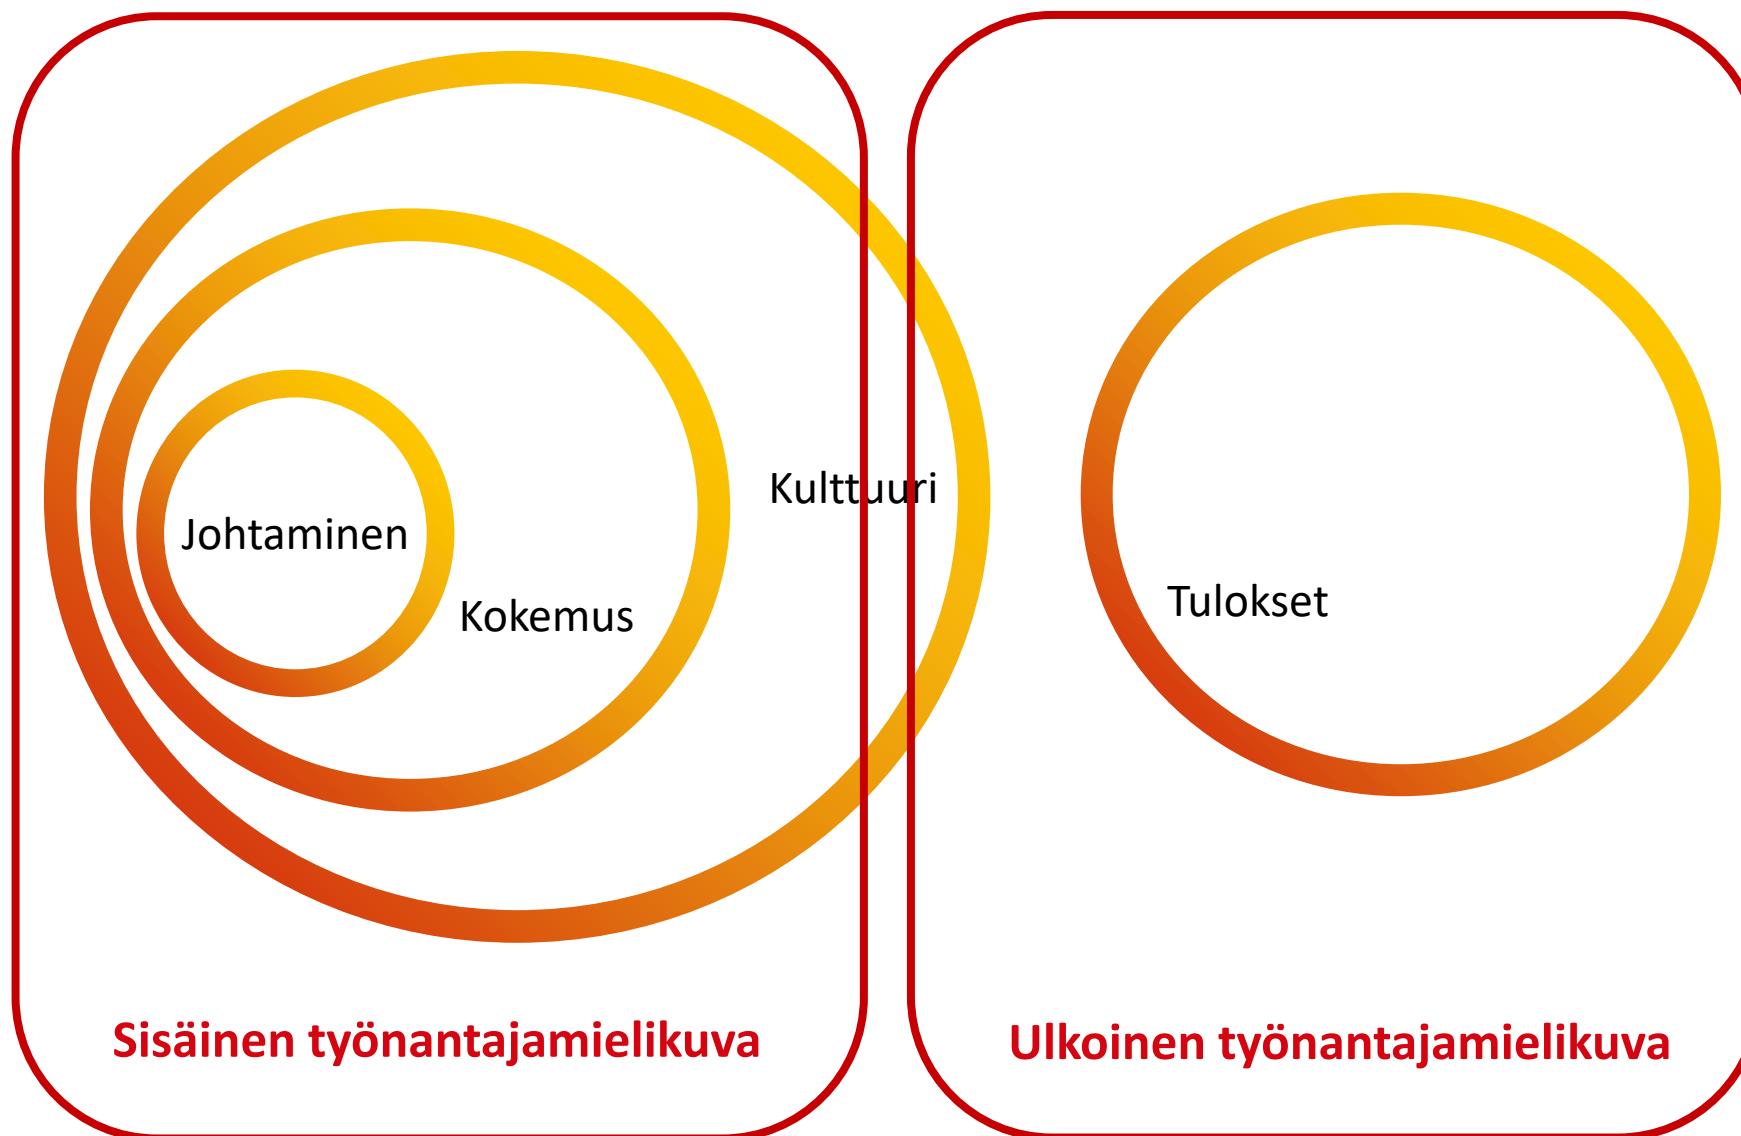 Kulttuuri
Johtaminen
Kokemus
Tulokset
Sisäinen työnantajamielikuva
Ulkoinen työnantajamielikuva